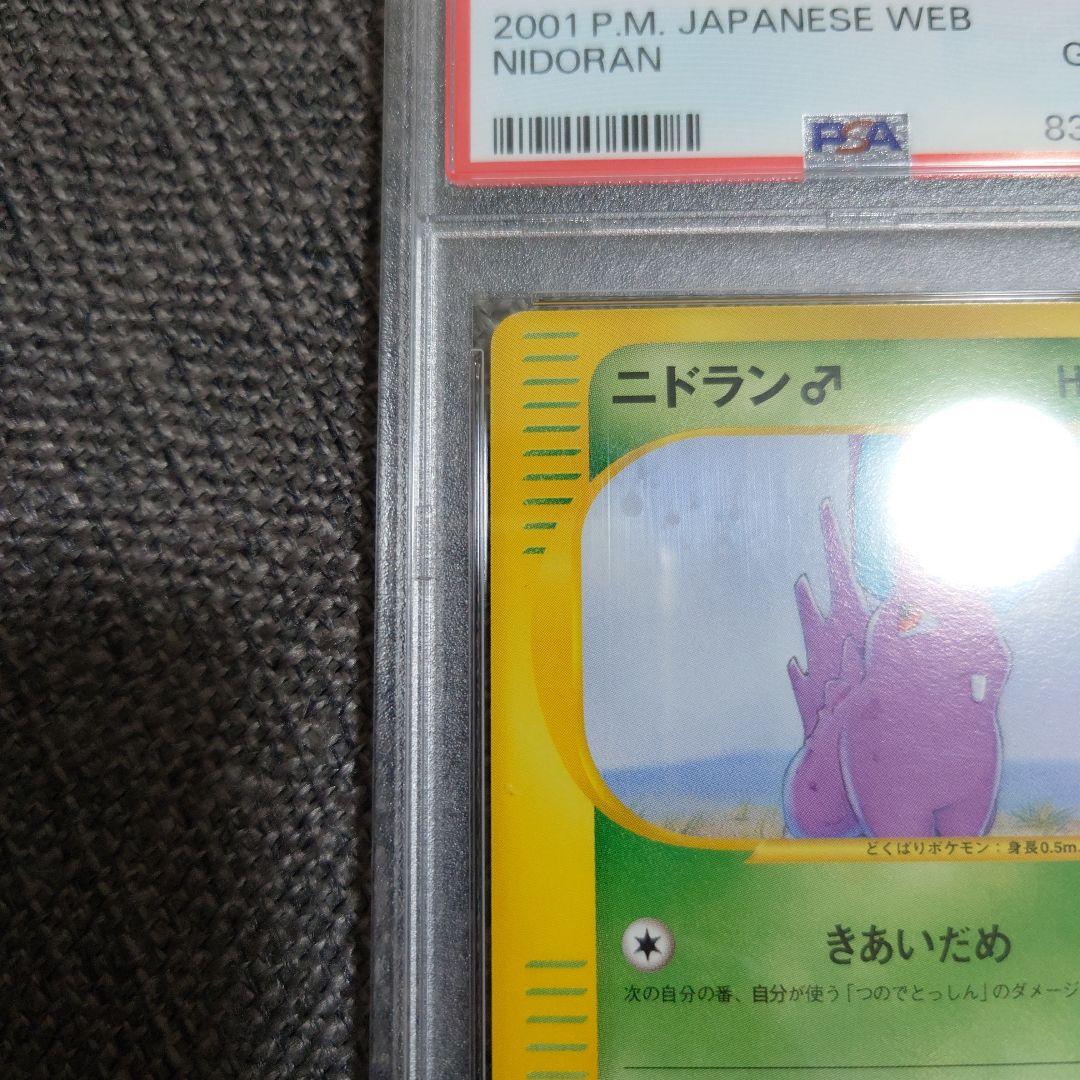 2001 P.M. JAPANESE WEB
NIDORAN G
PSA 83
ニドラン♂ H
どくばりポケモン：身長0.5m.
きあいだめ
次の自分の番、自分が使う「つのでとっしん」のダメージ